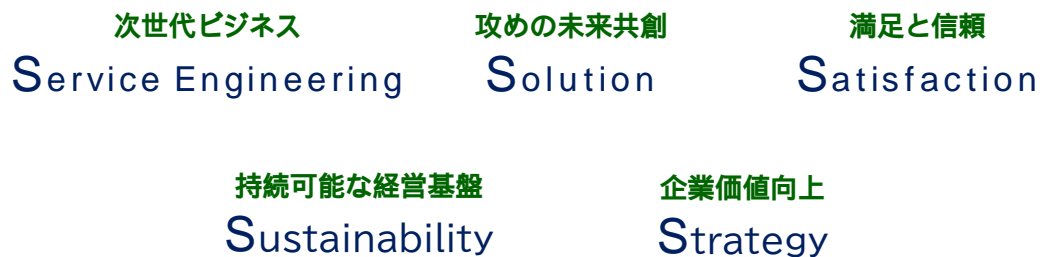 次世代ビジネス
Service Engineering
攻めの未来共創
Solution
満足と信頼
Satisfaction
持続可能な経営基盤
Sustainability
企業価値向上
Strategy